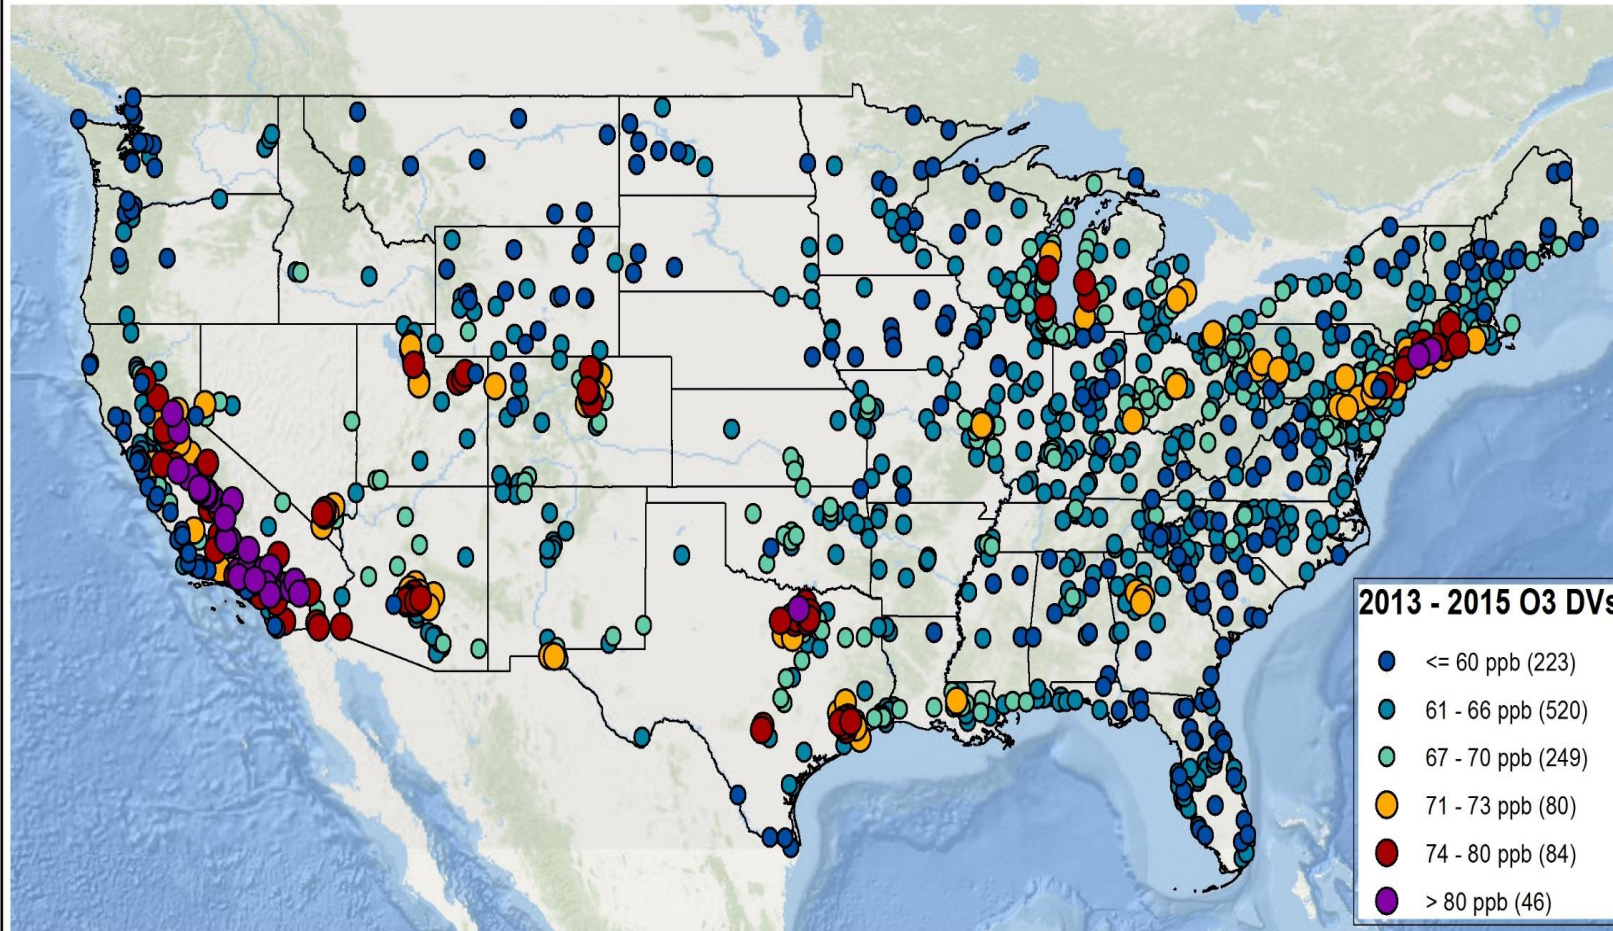 2013 - 2015 O3 DVs
<= 60 ppb (223)
61 - 66 ppb (520)
67 - 70 ppb (249)
71 - 73 ppb (80)
74 - 80 ppb (84)
> 80 ppb (46)